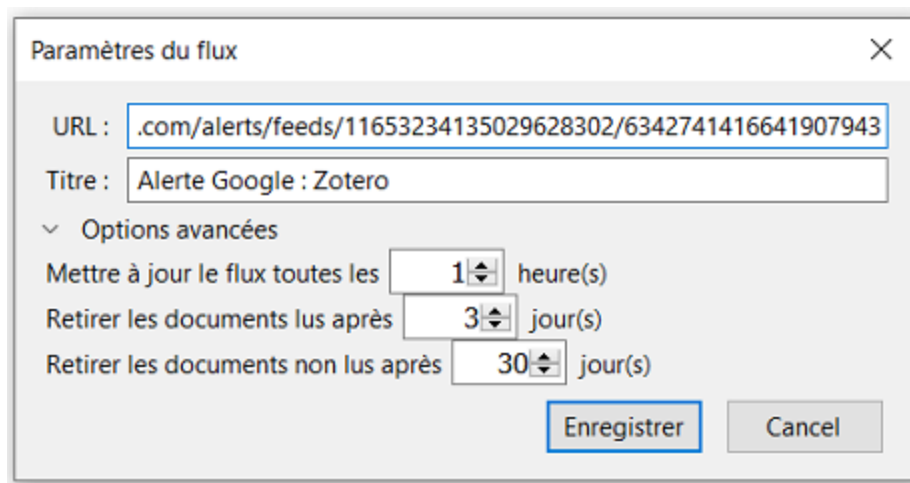 Paramètres du flux
URL : .com/alerts/feeds/11653234135029628302/6342741416641907943
Titre : Alerte Google : Zotero
Options avancées
Mettre à jour le flux toutes les 1 heure(s)
Retirer les documents lus après 3 jour(s)
Retirer les documents non lus après 30 jour(s)
Enregistrer Cancel